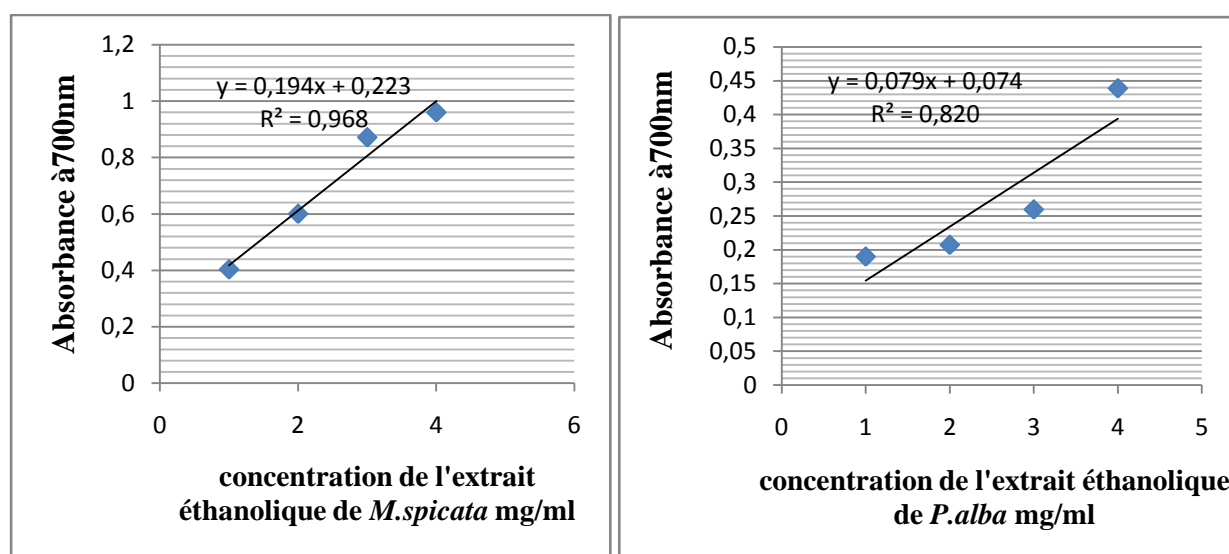 Absorbance à700nm
1,2
1
0,8
0,6
0,4
0,2
0
y = 0,194x + 0,223
R² = 0,968
0 2 4 6
concentration de l'extrait
éthanolique de M.spicata mg/ml
Absorbance à700nm
0,5
0,45
0,4
0,35
0,3
0,25
0,2
0,15
0,1
0,05
0
y = 0,079x + 0,074
R² = 0,820
0 1 2 3 4 5
concentration de l'extrait éthanolique
de P.alba mg/ml